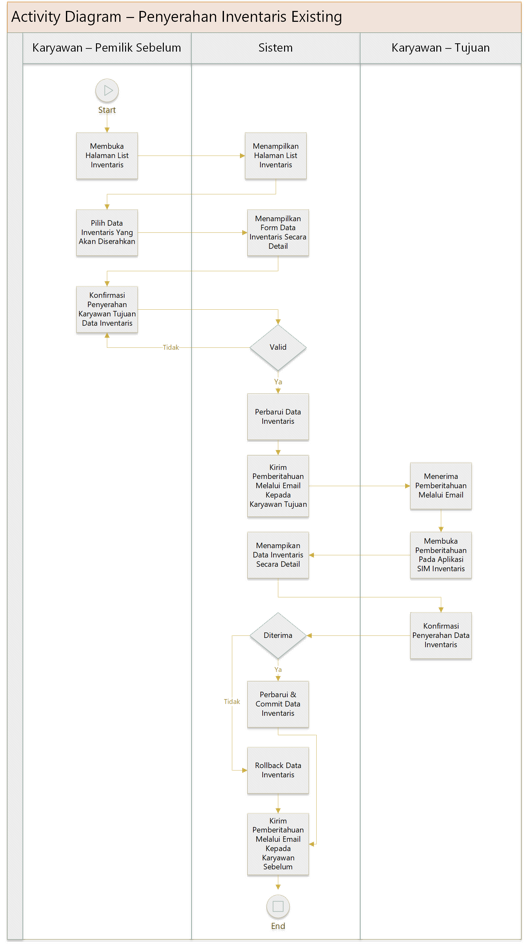 Activity Diagram – Penyerahan Inventaris Existing
Karyawan – Pemilik Sebelum
Sistem
Karyawan – Tujuan
Start
Membuka
Halaman List
Inventaris
Menampilkan
Halaman List
Inventaris
Pilih Data
Inventaris Yang
Akan Diserahkan
Menampilkan
Form Data
Inventaris Secara
Detail
Konfirmasi
Penyerahan
Karyawan Tujuan
Data Inventaris
Valid
Tidak
Ya
Perbarui Data
Inventaris
Kirim
Pemberitahuan
Melalui Email
Kepada
Karyawan Tujuan
Menerima
Pemberitahuan
Melalui Email
Membuka
Pemberitahuan
Pada Aplikasi
SIM Inventaris
Menampikan
Data Inventaris
Secara Detail
Konfirmasi
Penyerahan Data
Inventaris
Diterima
Ya
Perbarui &
Commit Data
Inventaris
Tidak
Rollback Data
Inventaris
Kirim
Pemberitahuan
Melalui Email
Kepada
Karyawan
Sebelum
End